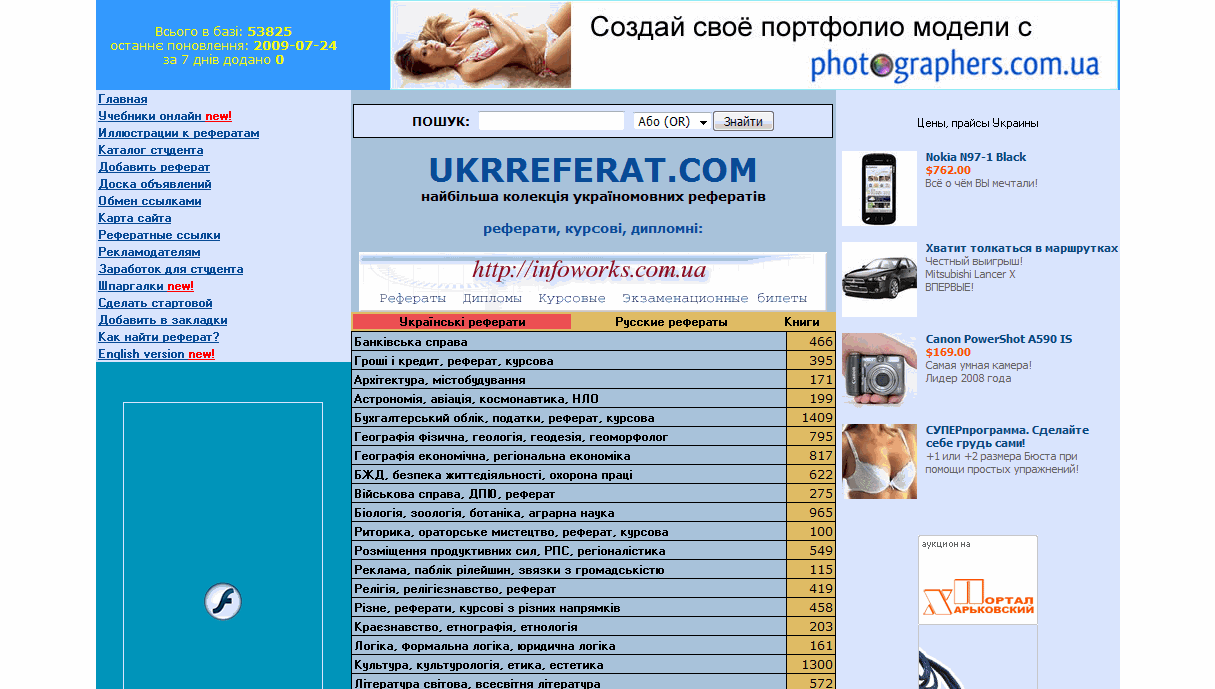 Всього в базі: 53825
останнє поновлення: 2009-07-24
за 7 днів додано 0
Создай своё портфолио модели с
photographers.com.ua
Главная
Учебники онлайн new!
Иллюстрации к рефератам
Каталог студента
Добавить реферат
Доска объявлений
Обмен ссылками
Карта сайта
Рефератные ссылки
Рекламодателям
Заработок для студента
Шпаргалки new!
Сделать стартовой
Добавить в закладки
Как найти реферат?
English version new!
ПОШУК: Або (OR) Знайти
UKRREFERAT.COM
найбільша колекція україномовних рефератів
реферати, курсові, дипломні:
http://infoworks.com.ua
Рефераты Дипломы Курсовые Экзаменационные билеты
Українські реферати Русские рефераты Книги
Банківська справа 466
Гроші і кредит, реферат, курсова 395
Архітектура, містобудування 171
Астрономія, авіація, космонавтика, НЛО 199
Бухгалтерський облік, податки, реферат, курсова 1409
Географія фізична, геологія, геодезія, геоморфолог 795
Географія економічна, регіональна економіка 817
БЖД, безпека життєдіяльності, охорона праці 622
Військова справа, ДПЮ, реферат 275
Біологія, зоологія, ботаніка, аграрна наука 965
Риторика, ораторське мистецтво, реферат, курсова 100
Розміщення продуктивних сил, РПС, регіоналістика 549
Реклама, паблік рілейшин, звязки з громадськістю 115
Релігія, релігієзнавство, реферат 419
Різне, реферати, курсові з різних напрямків 458
Краєзнавство, етнографія, етнологія 203
Логіка, формальна логіка, юридична логіка 161
Культура, культурологія, етика, естетика 1300
Література світова, всесвітня література 572
Цены, прайсы Украины
Nokia N97-1 Black
$762.00
Всё о чём ВЫ мечтали!
Хватит толкаться в маршрутках
Честный выигрыш!
Mitsubishi Lancer X
ВПЕРВЫЕ!
Canon PowerShot A590 IS
$169.00
Самая умная камера!
Лидер 2008 года
СУПЕРпрограмма. Сделайте
себе грудь сами!
+1 или +2 размера Бюста при
помощи простых упражнений!
аукцион на
ХАРЬКОВСКИЙ ПОРТАЛ